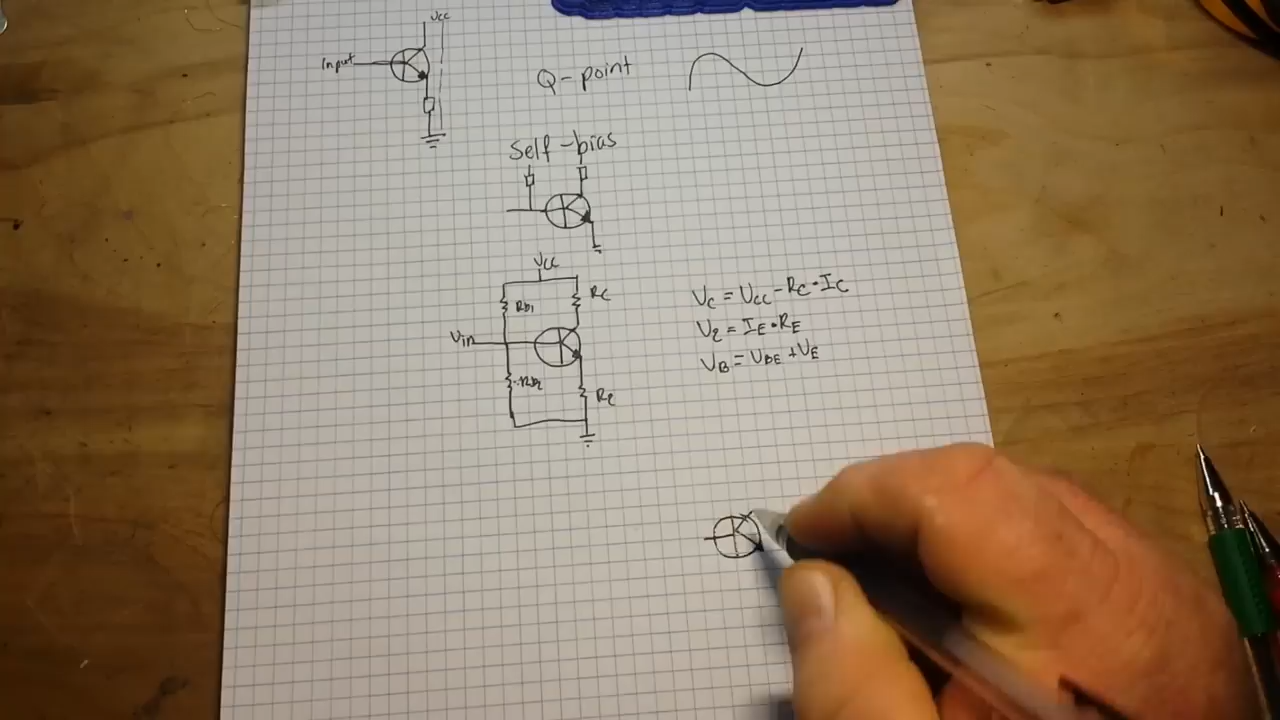 Vcc
Input
Q-point
Self-bias
Vcc
Rb1
Rc
Vin
Rb2
RE
VC = VCC - RC • IC
VE = IE • RE
VB = VBE + VE